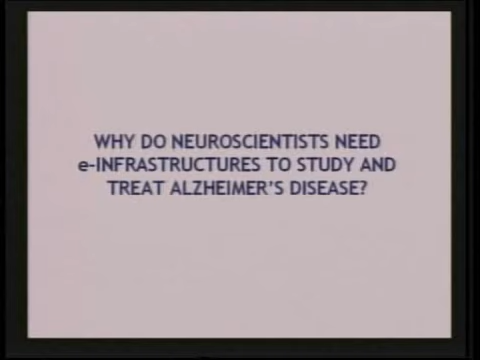 WHY DO NEUROSCIENTISTS NEED
e-INFRASTRUCTURES TO STUDY AND
TREAT ALZHEIMER'S DISEASE?